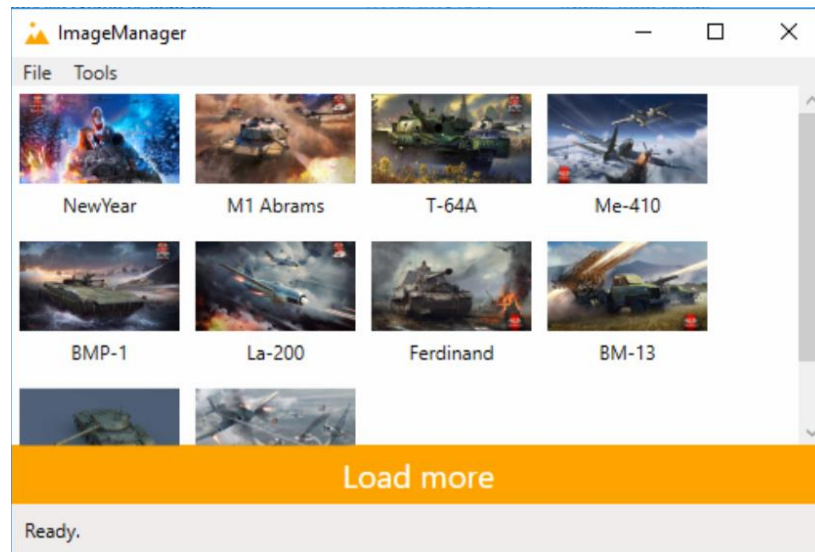 ImageManager
File Tools
NewYear M1 Abrams T-64A Me-410
BMP-1 La-200 Ferdinand BM-13
Load more
Ready.